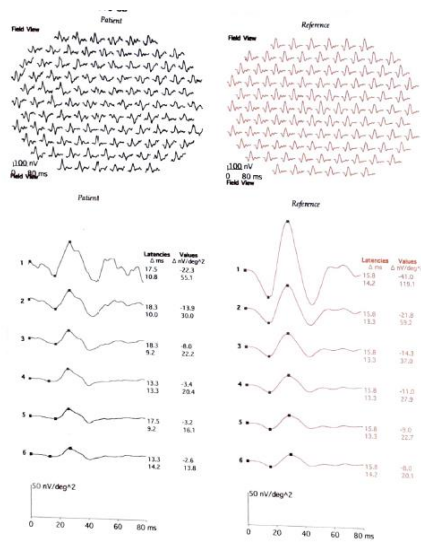 Patient
Field View
100 nV
0 80 ms
Field View
Reference
Field View
100 nV
0 80 ms
Field View
Patient
Latencies Values
Δ ms Δ nV/deg^2
1 17.5 -22.3
10.8 55.1
2 18.3 -13.9
10.0 30.0
3 18.3 -8.0
9.2 22.2
4 13.3 -3.4
13.3 20.4
5 17.5 -3.2
9.2 16.1
6 13.3 -2.6
14.2 13.8
50 nV/deg^2
0 20 40 60 80 ms
Reference
Latencies Values
Δ ms Δ nV/deg^2
1 15.8 -41.0
14.2 119.1
2 15.8 -21.8
13.3 59.2
3 15.8 -14.3
13.3
4 15.8 -11.0
13.3
5 15.8 -9.0
13.3 22.7
6 15.8 -8.0
14.2 20.1
50 nV/deg^2
0 20 40 60 80 ms